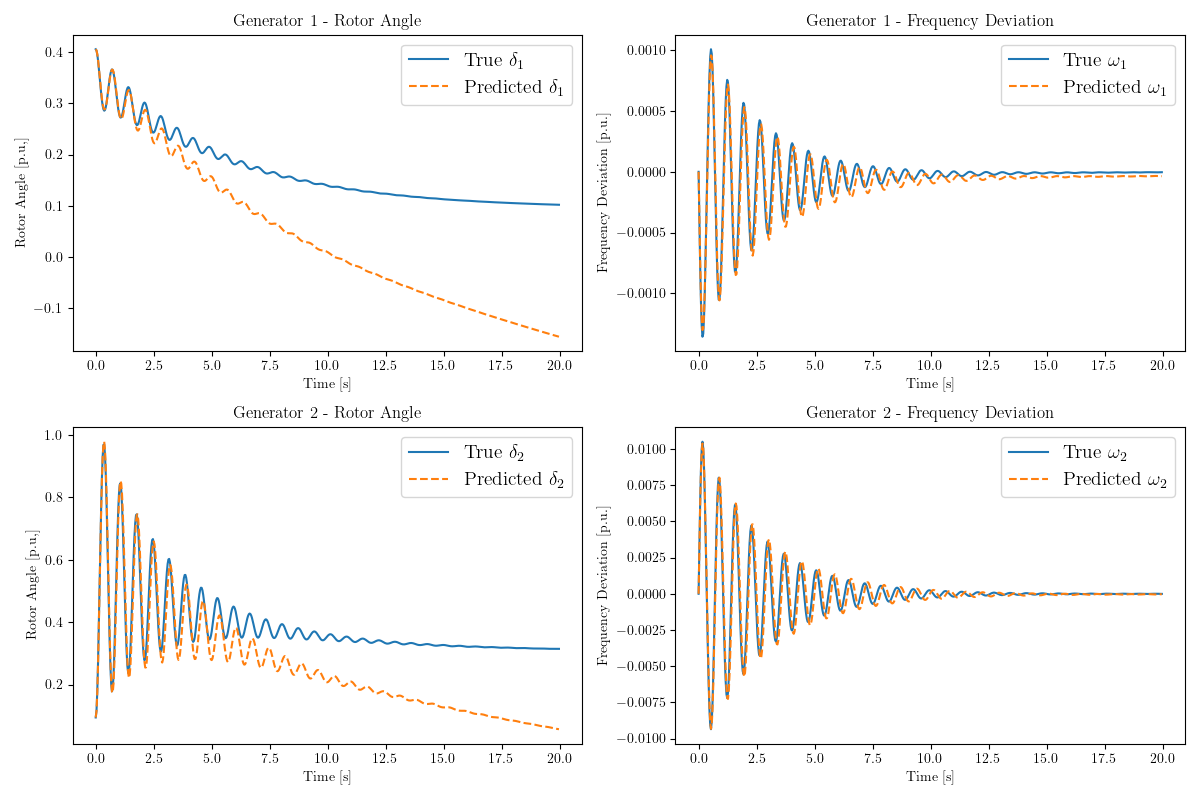 Generator 1 - Rotor Angle
Rotor Angle [p.u,]
0.4
0.3
0.2
0.1
0.0
−0.1
True δ₁
Predicted δ₁
0.0 2.5 5.0 7.5 10.0 12.5 15.0 17.5 20.0
Time [s]
Generator 1 - Frequency Deviation
Frequency Deviation [p.u.]
0.0010
0.0005
0.0000
−0.0005
−0.0010
True ω₁
Predicted ω₁
0.0 2.5 5.0 7.5 10.0 12.5 15.0 17.5 20.0
Time [s]
Generator 2 - Rotor Angle
Rotor Angle [p.u,]
1.0
0.8
0.6
0.4
0.2
True δ₂
Predicted δ₂
0.0 2.5 5.0 7.5 10.0 12.5 15.0 17.5 20.0
Time [s]
Generator 2 - Frequency Deviation
Frequency Deviation [p.u.]
0.0100
0.0075
0.0050
0.0025
0.0000
−0.0025
−0.0050
−0.0075
−0.0100
True ω₂
Predicted ω₂
0.0 2.5 5.0 7.5 10.0 12.5 15.0 17.5 20.0
Time [s]